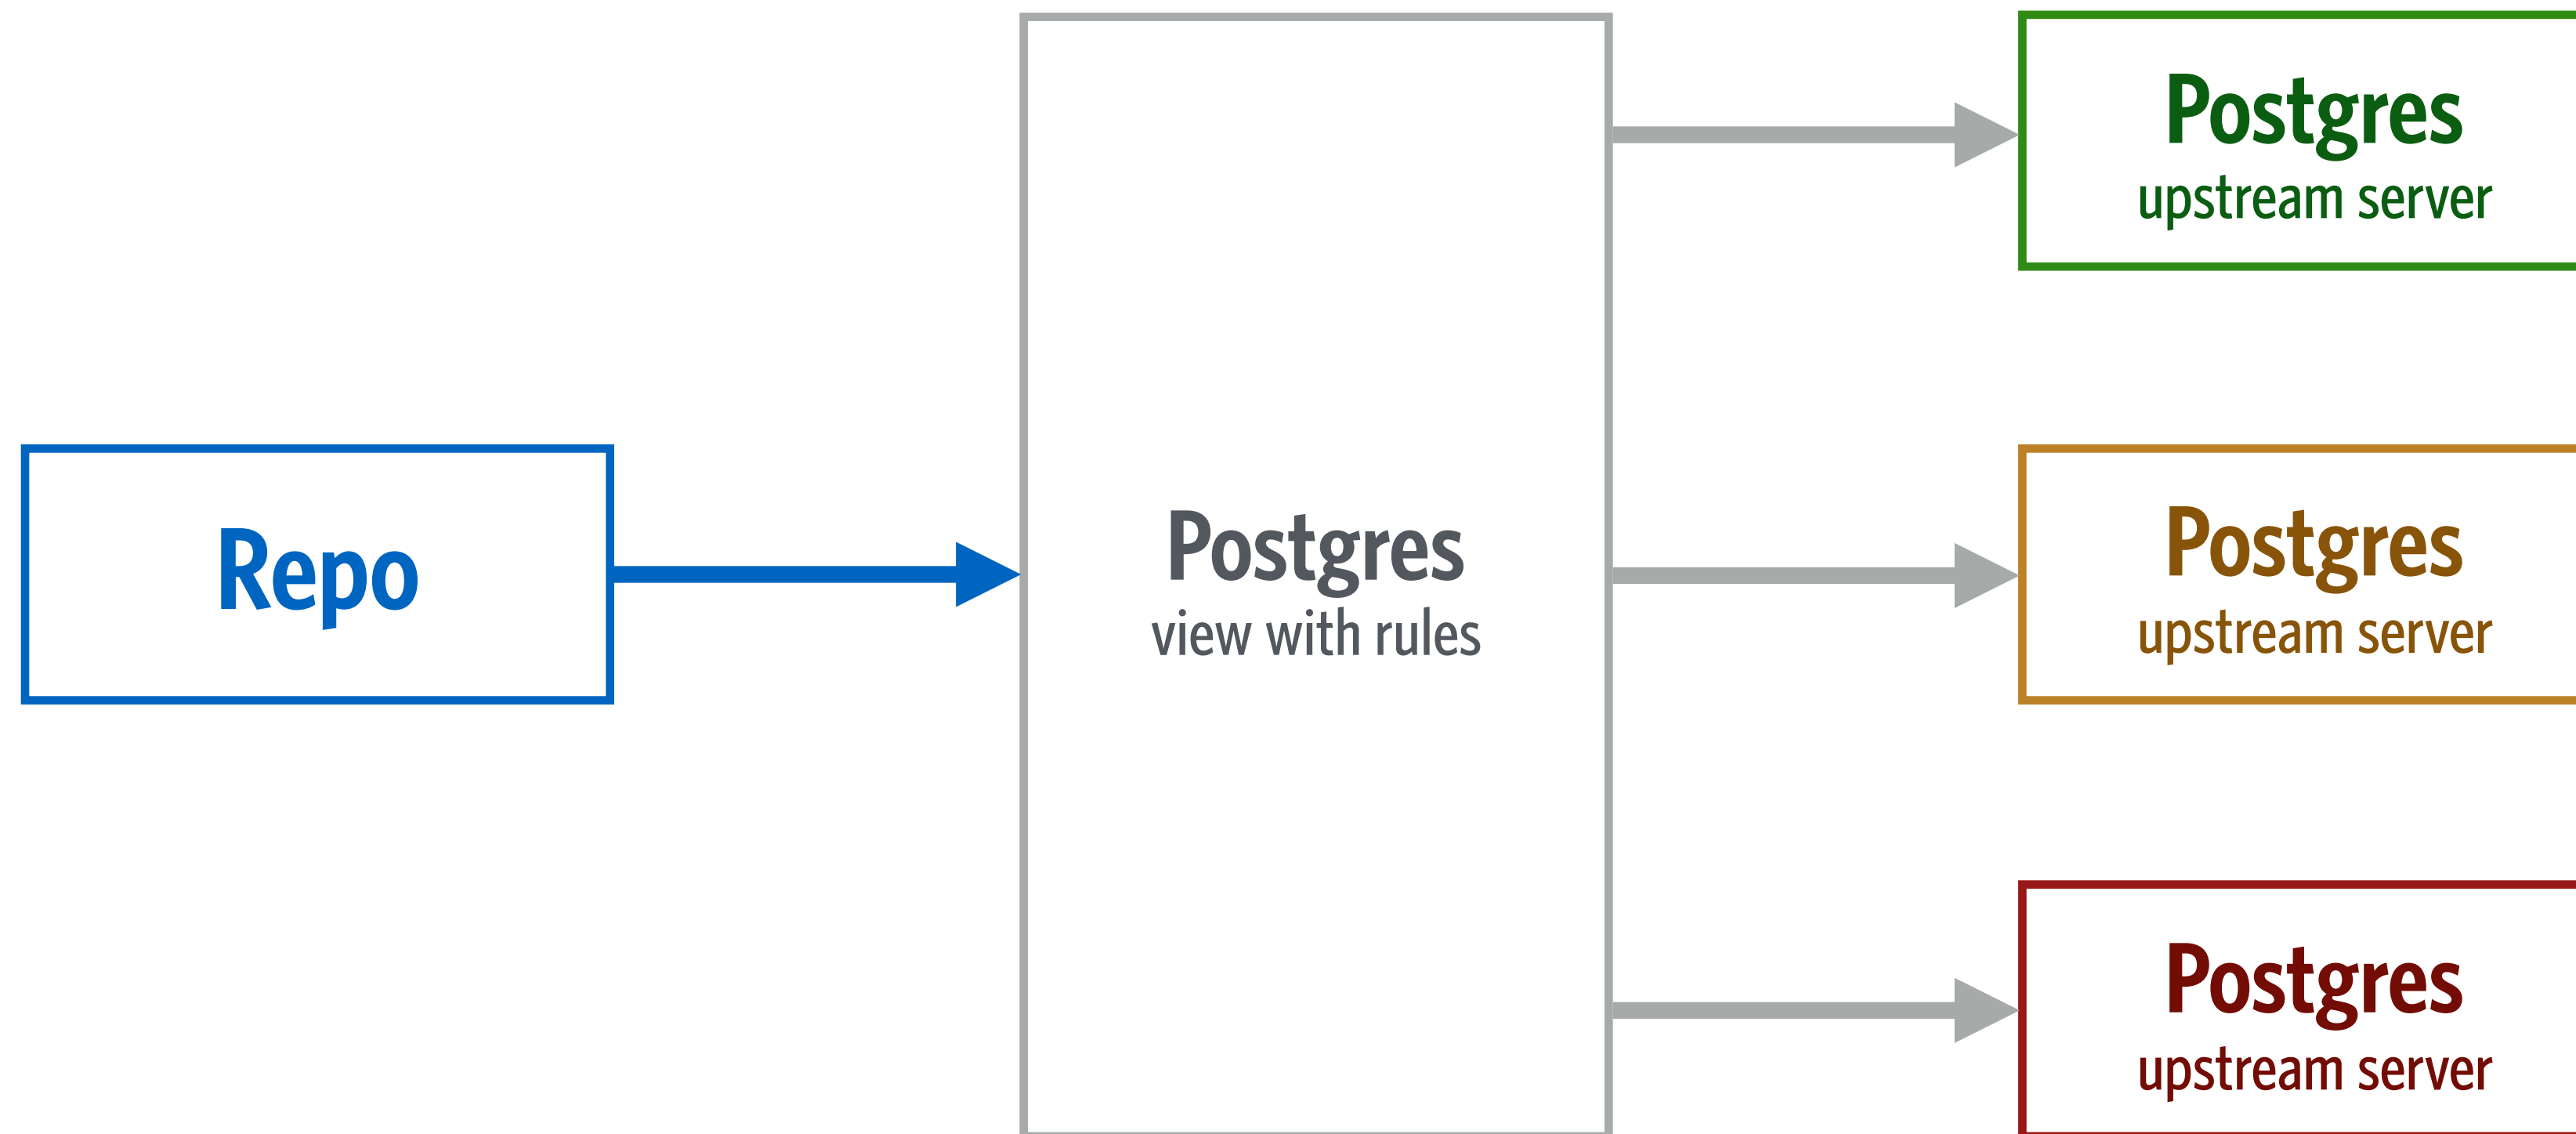 Repo
Postgres
view with rules
Postgres
upstream server
Postgres
upstream server
Postgres
upstream server